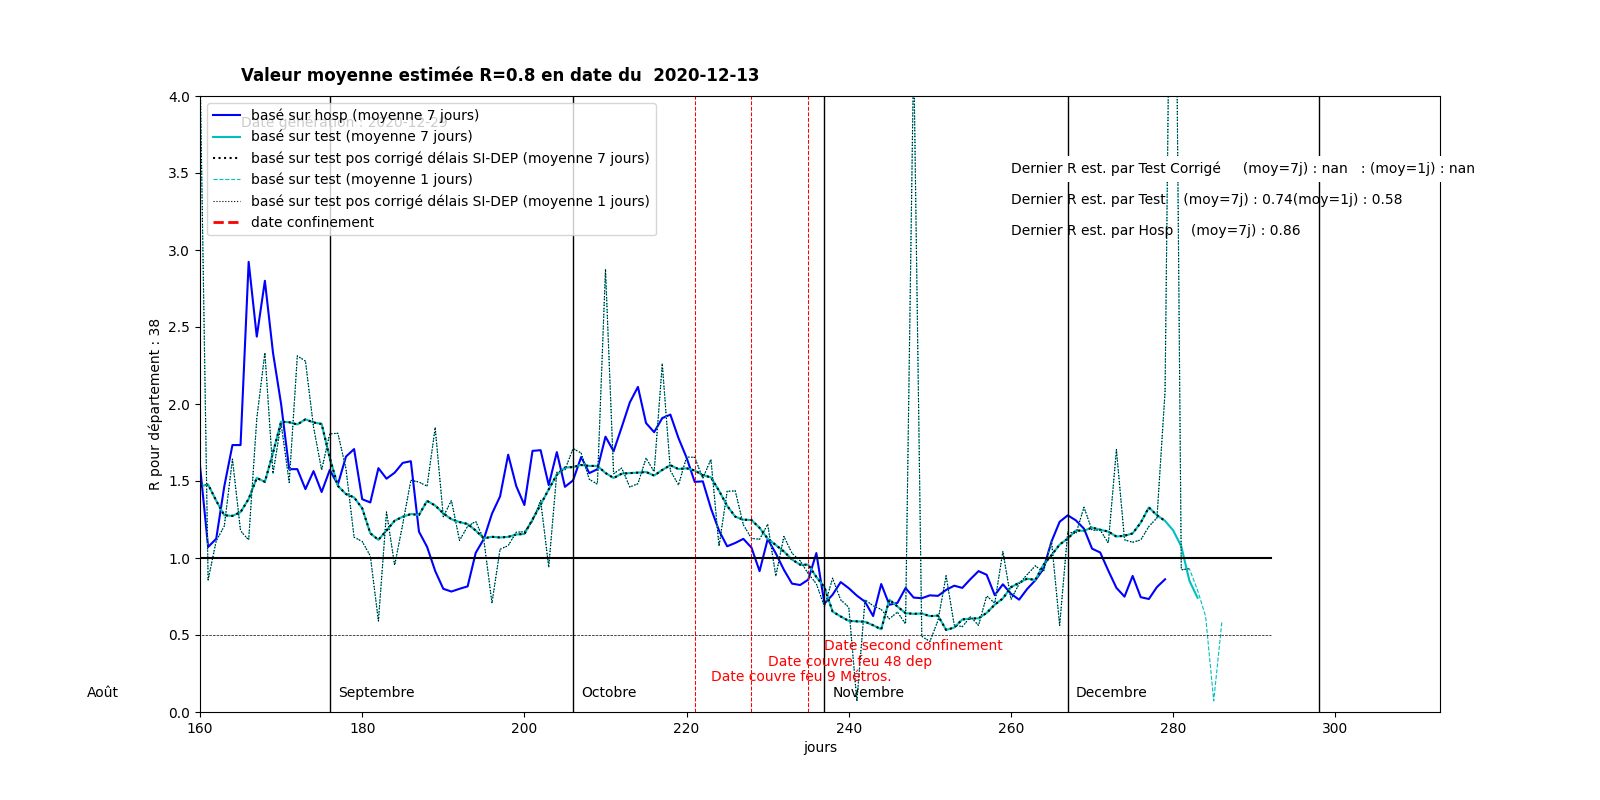 Valeur moyenne estimée R=0.8 en date du  2020-12-13
Date génération : 2020-12-29
basé sur hosp (moyenne 7 jours)
basé sur test (moyenne 7 jours)
basé sur test pos corrigé délais SI-DEP (moyenne 7 jours)
basé sur test (moyenne 1 jours)
basé sur test pos corrigé délais SI-DEP (moyenne 1 jours)
date confinement
Dernier R est. par Test Corrigé     (moy=7j) : nan   : (moy=1j) : nan
Dernier R est. par Test    (moy=7j) : 0.74(moy=1j) : 0.58
Dernier R est. par Hosp    (moy=7j) : 0.86
R pour département : 38
4.0
3.5
3.0
2.5
2.0
1.5
1.0
0.5
0.0
Date second confinement
Date couvre feu 48 dep
Date couvre feu 9 Métros.
Août Septembre Octobre Novembre Decembre
160 180 200 220 240 260 280 300
jours